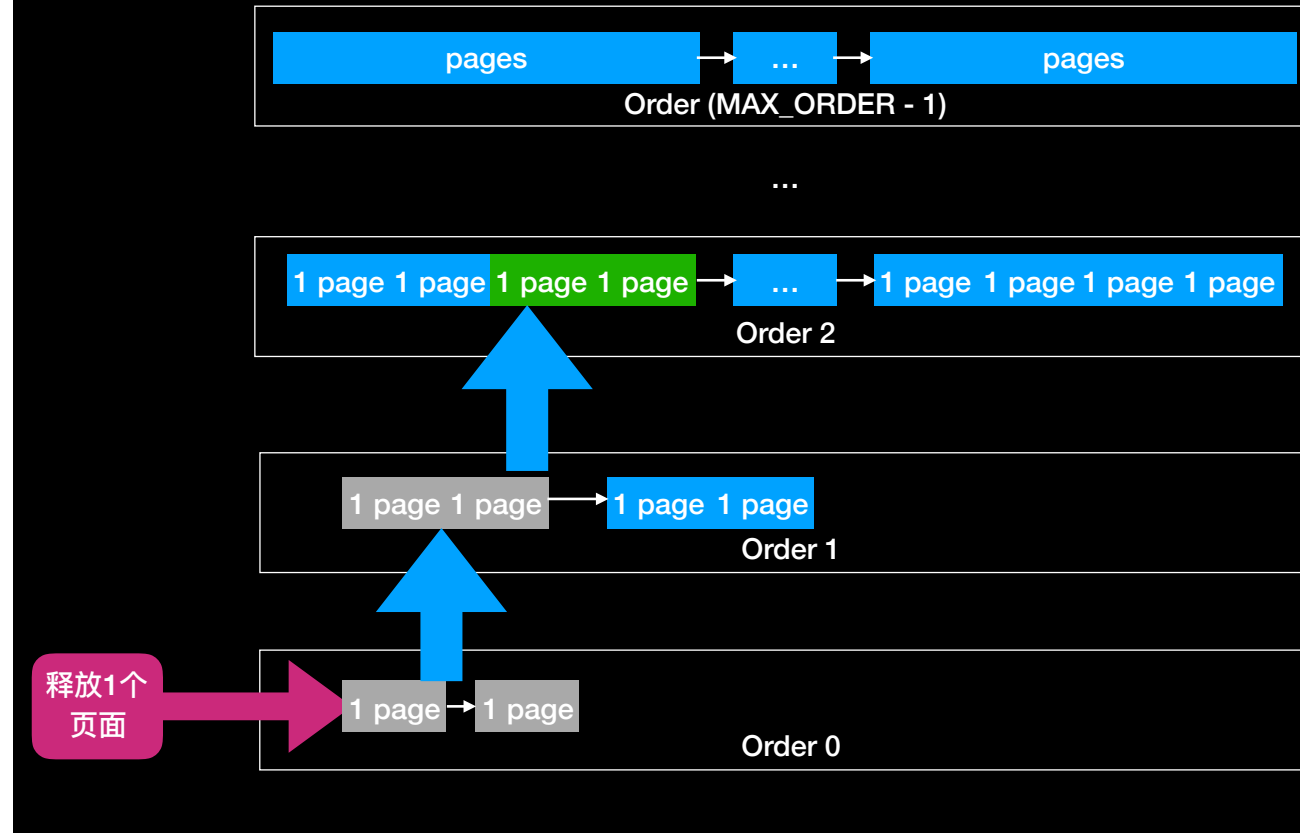 pages ... pages
Order (MAX_ORDER - 1)
...
1 page 1 page 1 page 1 page ... 1 page 1 page 1 page 1 page
Order 2
1 page 1 page 1 page 1 page
Order 1
释放1个
页面
1 page 1 page
Order 0